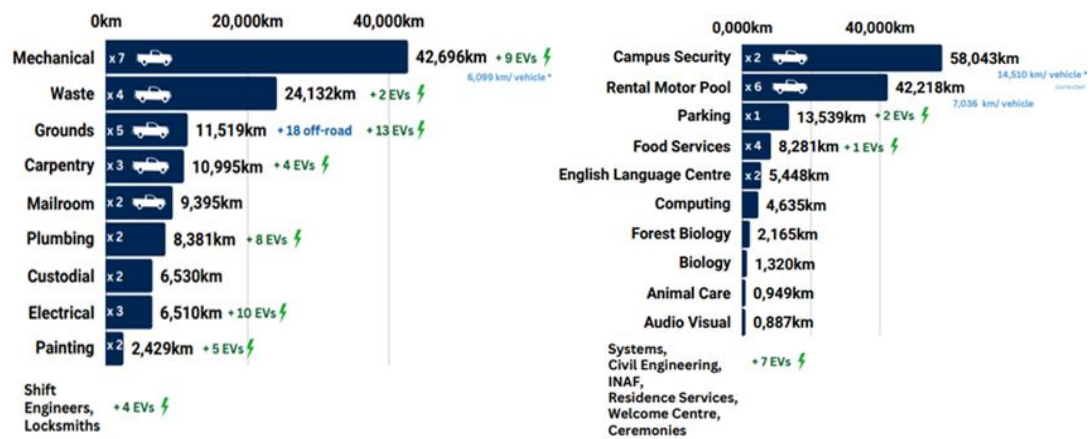 0km 20,000km 40,000km
Mechanical x 7 42,696km + 9 EVs
6,099 km/ vehicle *
Waste x 4 24,132km + 2 EVs
Grounds x 5 11,519km + 18 off-road + 13 EVs
Carpentry x 3 10,995km + 4 EVs
Mailroom x 2 9,395km
Plumbing x 2 8,381km + 8 EVs
Custodial x 2 6,530km
Electrical x 3 6,510km + 10 EVs
Painting x 2 2,429km + 5 EVs
Shift
Engineers,
Locksmiths
+ 4 EVs
0,000km 40,000km
Campus Security x 2 58,043km
14,510 km/ vehicle *
corrected
Rental Motor Pool x 6 42,218km
7,036 km/ vehicle
Parking x 1 13,539km + 2 EVs
Food Services x 4 8,281km + 1 EVs
English Language Centre x 2 5,448km
Computing 4,635km
Forest Biology 2,165km
Biology 1,320km
Animal Care 0,949km
Audio Visual 0,887km
Systems,
Civil Engineering,
INAF,
Residence Services,
Welcome Centre,
Ceremonies
+ 7 EVs